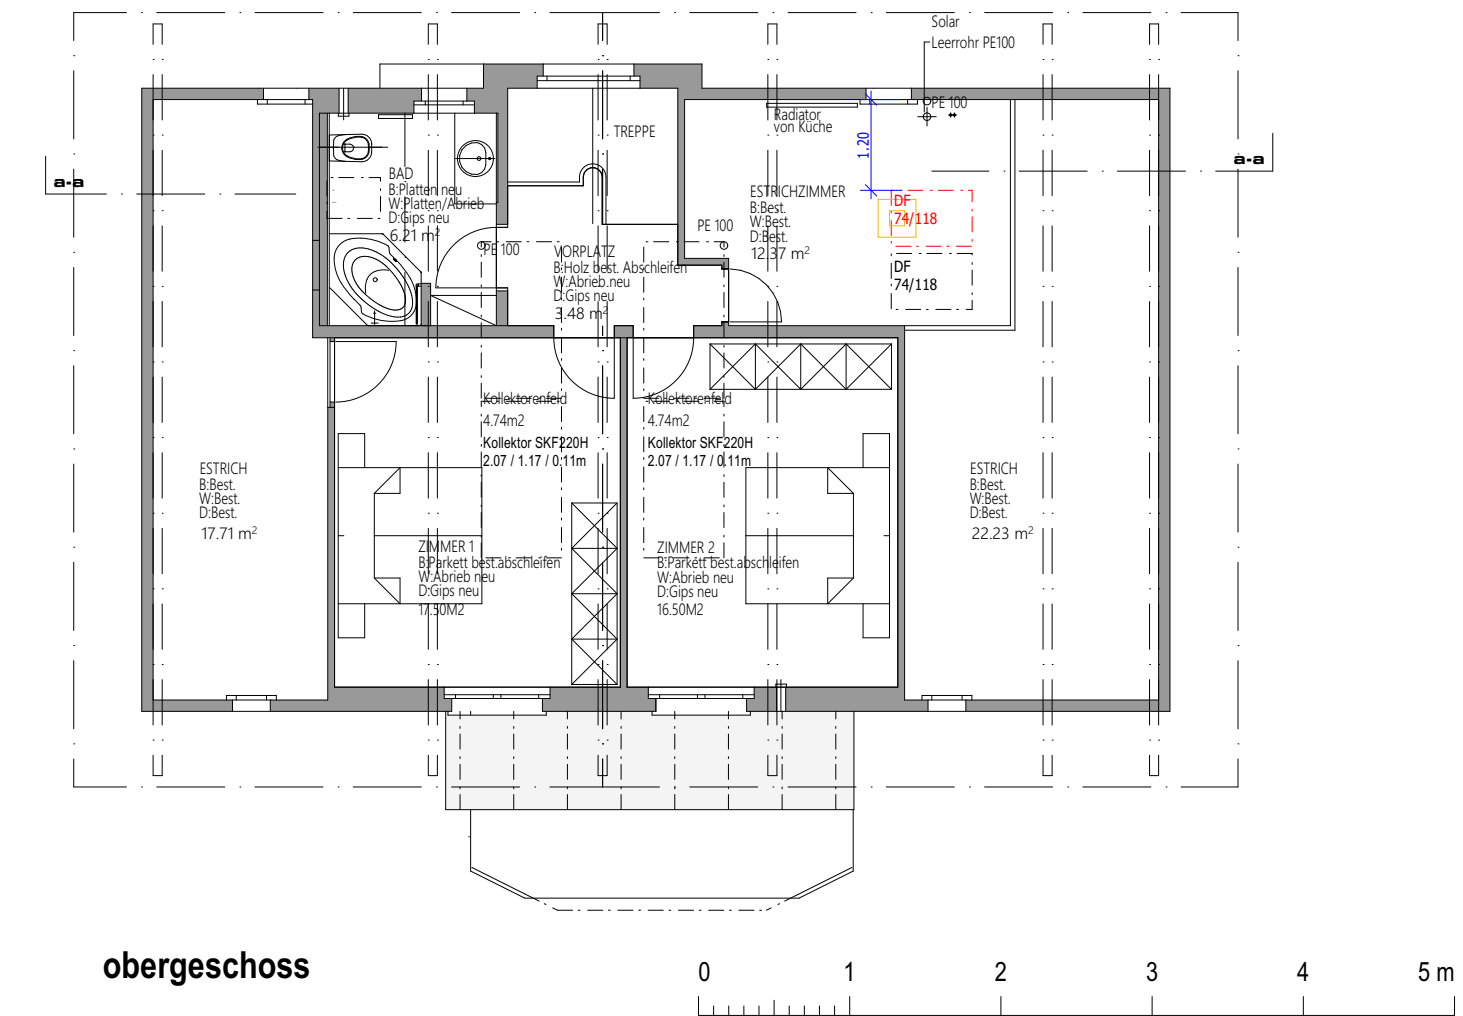 Solar
Leerrohr PE100
PE 100
Radiator
von Küche
1.20
TREPPE
a-a
a-a
BAD
B:Platten neu
W:Platten/Abrieb
D:Gips neu
6.21 m²
ESTRICHZIMMER
B:Best.
W:Best.
D:Best.
12.37 m²
DF
74/118
DF
74/118
PE 100
PE 100
VORPLATZ
B:Holz best. Abschleifen
W:Abrieb neu
D:Gips neu
3.48 m²
Kollektorenfeld
4.74m2
Kollektor SKF220H
2.07 / 1.17 / 0.11m
Kollektorenfeld
4.74m2
Kollektor SKF220H
2.07 / 1.17 / 0.11m
ESTRICH
B:Best.
W:Best.
D:Best.
17.71 m²
ESTRICH
B:Best.
W:Best.
D:Best.
22.23 m²
ZIMMER 1
B:Parkett best.abschleifen
W:Abrieb neu
D:Gips neu
17.50M2
ZIMMER 2
B:Parkett best.abschleifen
W:Abrieb neu
D:Gips neu
16.50M2
obergeschoss
0 1 2 3 4 5 m